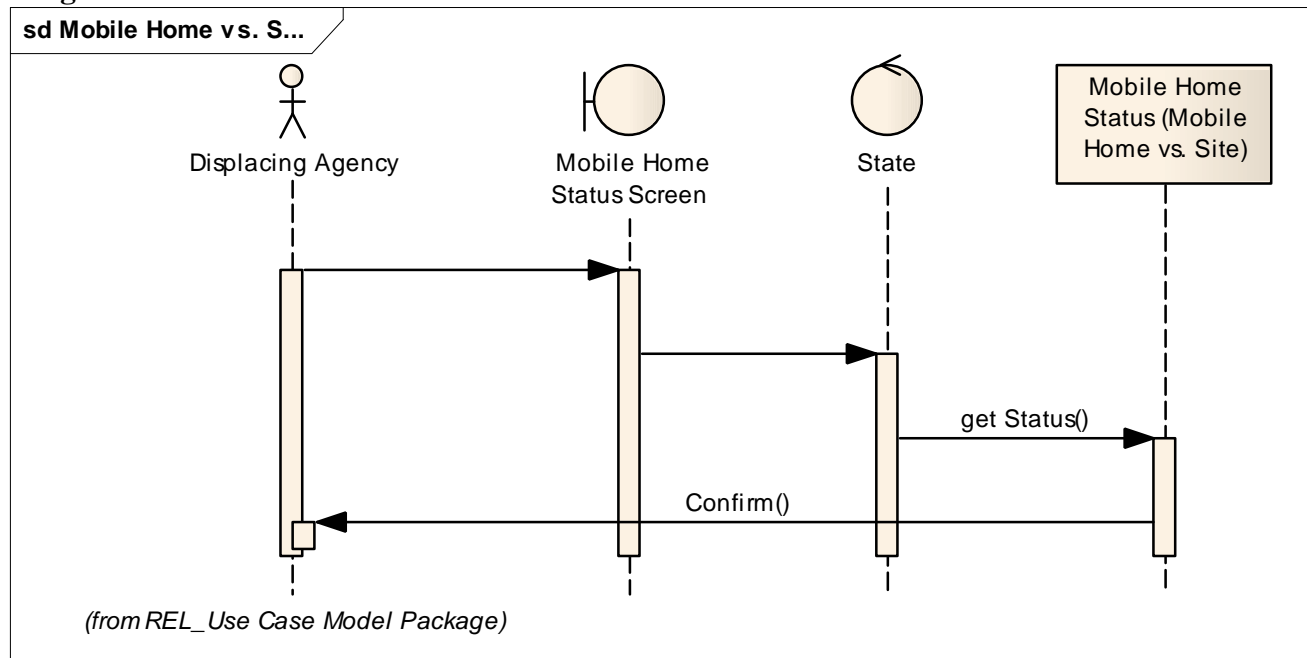 sd Mobile Home vs. S...
Displacing Agency
Mobile Home
Status Screen
State
Mobile Home
Status (Mobile
Home vs. Site)
get Status()
Confirm()
(from REL_Use Case Model Package)